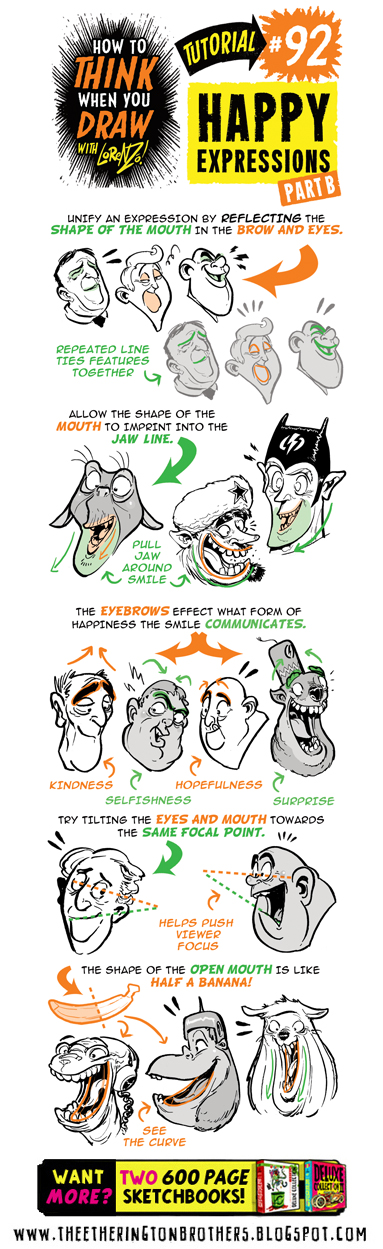 HOW TO
THINK
WHEN YOU
DRAW
WITH LORENZO!
TUTORIAL
#92
HAPPY
EXPRESSIONS
PART B
UNIFY AN EXPRESSION BY REFLECTING THE
SHAPE OF THE MOUTH IN THE BROW AND EYES.
REPEATED LINE
TIES FEATURES
TOGETHER
ALLOW THE SHAPE OF THE
MOUTH TO IMPRINT INTO THE
JAW LINE.
PULL
JAW
AROUND
SMILE
THE EYEBROWS EFFECT WHAT FORM OF
HAPPINESS THE SMILE COMMUNICATES.
KINDNESS
SELFISHNESS
HOPEFULNESS
SURPRISE
TRY TILTING THE EYES AND MOUTH TOWARDS
THE SAME FOCAL POINT.
HELPS PUSH
VIEWER
FOCUS
THE SHAPE OF THE OPEN MOUTH IS LIKE
HALF A BANANA!
SEE
THE CURVE
WANT
MORE?
TWO 600 PAGE
SKETCHBOOKS!
DELUXE
WWW.THEETHERINGTONBROTHERS.BLOGSPOT.COM